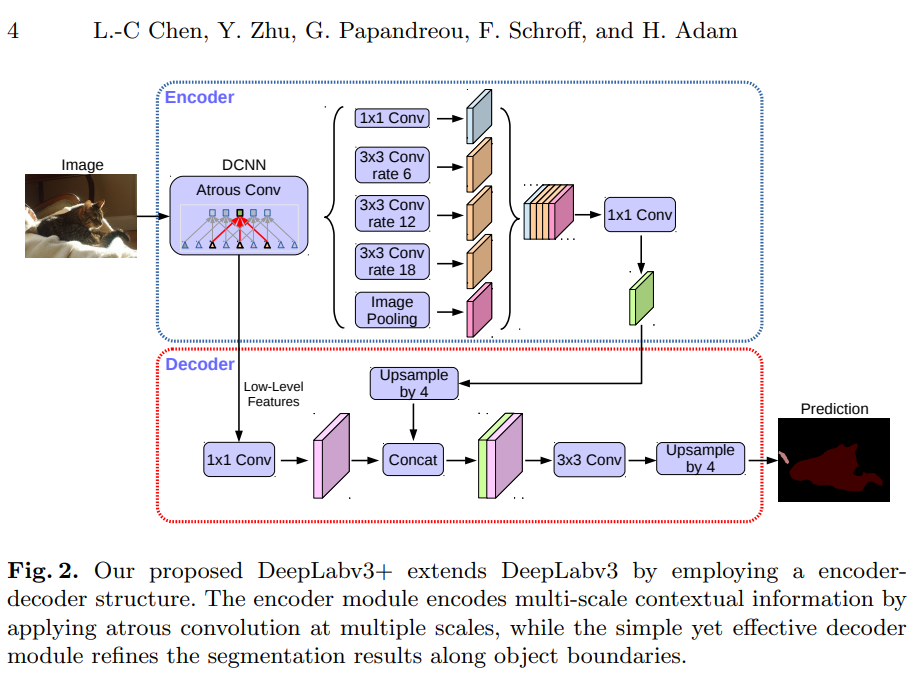 4 L.-C Chen, Y. Zhu, G. Papandreou, F. Schroff, and H. Adam
Encoder
Image
DCNN
Atrous Conv
1x1 Conv
3x3 Conv
rate 6
3x3 Conv
rate 12
3x3 Conv
rate 18
Image
Pooling
1x1 Conv
Decoder
Low-Level
Features
Upsample
by 4
1x1 Conv
Concat
3x3 Conv
Upsample
by 4
Prediction
Fig. 2. Our proposed DeepLabv3+ extends DeepLabv3 by employing a encoder-
decoder structure. The encoder module encodes multi-scale contextual information by
applying atrous convolution at multiple scales, while the simple yet effective decoder
module refines the segmentation results along object boundaries.